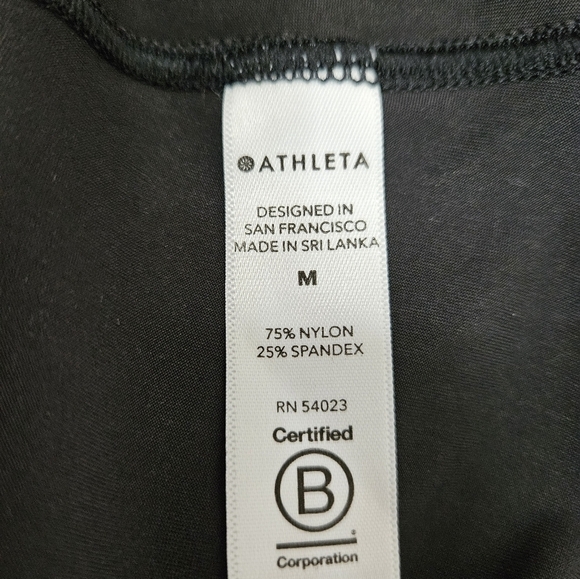 ATHLETA
DESIGNED IN
SAN FRANCISCO
MADE IN SRI LANKA
M
75% NYLON
25% SPANDEX
RN 54023
Certified
B
Corporation